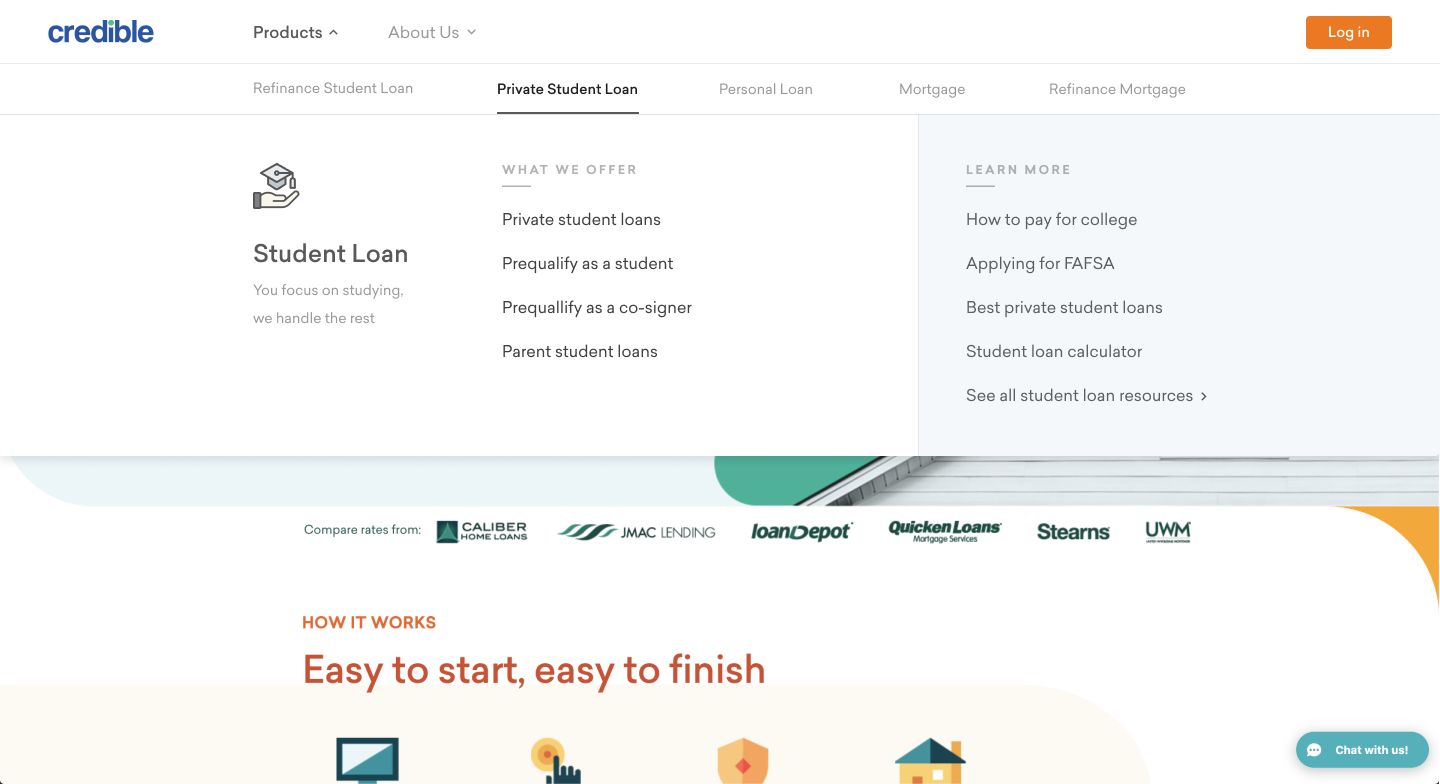 credible
Products
About Us
Log in
Refinance Student Loan
Private Student Loan
Personal Loan
Mortgage
Refinance Mortgage
Student Loan
You focus on studying,
we handle the rest
WHAT WE OFFER
Private student loans
Prequalify as a student
Prequallify as a co-signer
Parent student loans
LEARN MORE
How to pay for college
Applying for FAFSA
Best private student loans
Student loan calculator
See all student loan resources
Compare rates from:
CALIBER
HOME LOANS
JMAC LENDING
loanDepot
Quicken Loans
Mortgage Services
Stearns
UWM
HOW IT WORKS
Easy to start, easy to finish
Chat with us!